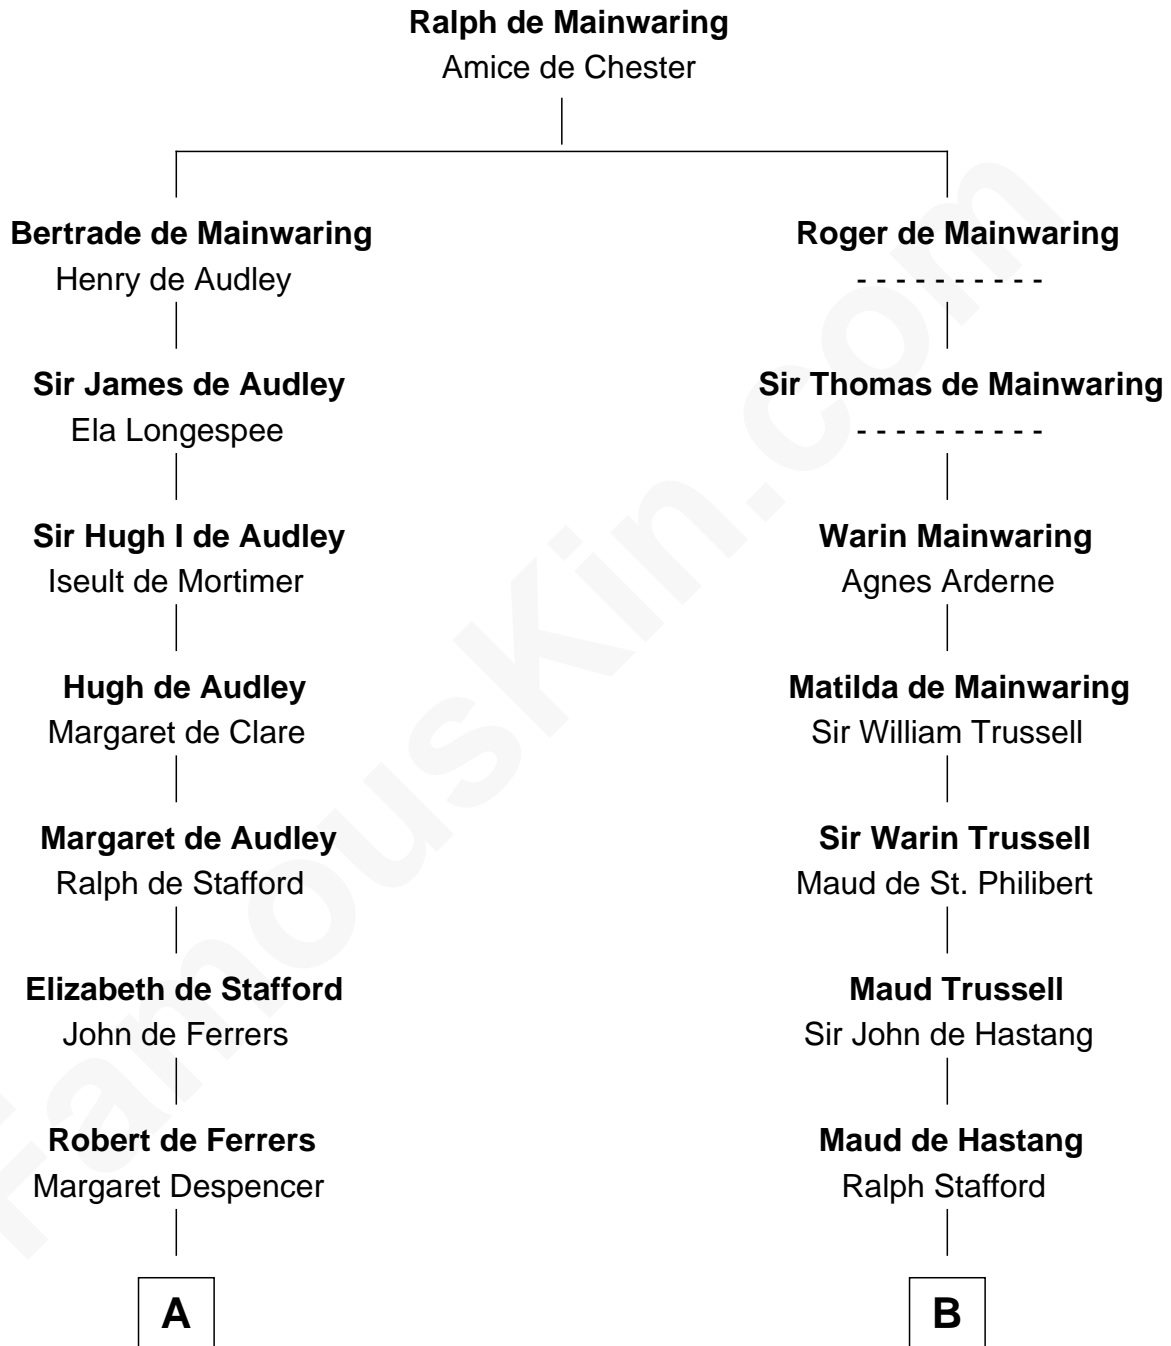 Ralph de Mainwaring
Amice de Chester
Bertrade de Mainwaring
Henry de Audley
Roger de Mainwaring
- - - - - - - - - -
Sir James de Audley
Ela Longespee
Sir Thomas de Mainwaring
- - - - - - - - - -
Sir Hugh I de Audley
Iseult de Mortimer
Warin Mainwaring
Agnes Arderne
Hugh de Audley
Margaret de Clare
Matilda de Mainwaring
Sir William Trussell
Margaret de Audley
Ralph de Stafford
Sir Warin Trussell
Maud de St. Philibert
Elizabeth de Stafford
John de Ferrers
Maud Trussell
Sir John de Hastang
Robert de Ferrers
Margaret Despencer
Maud de Hastang
Ralph Stafford
A
B
FamousKin.com